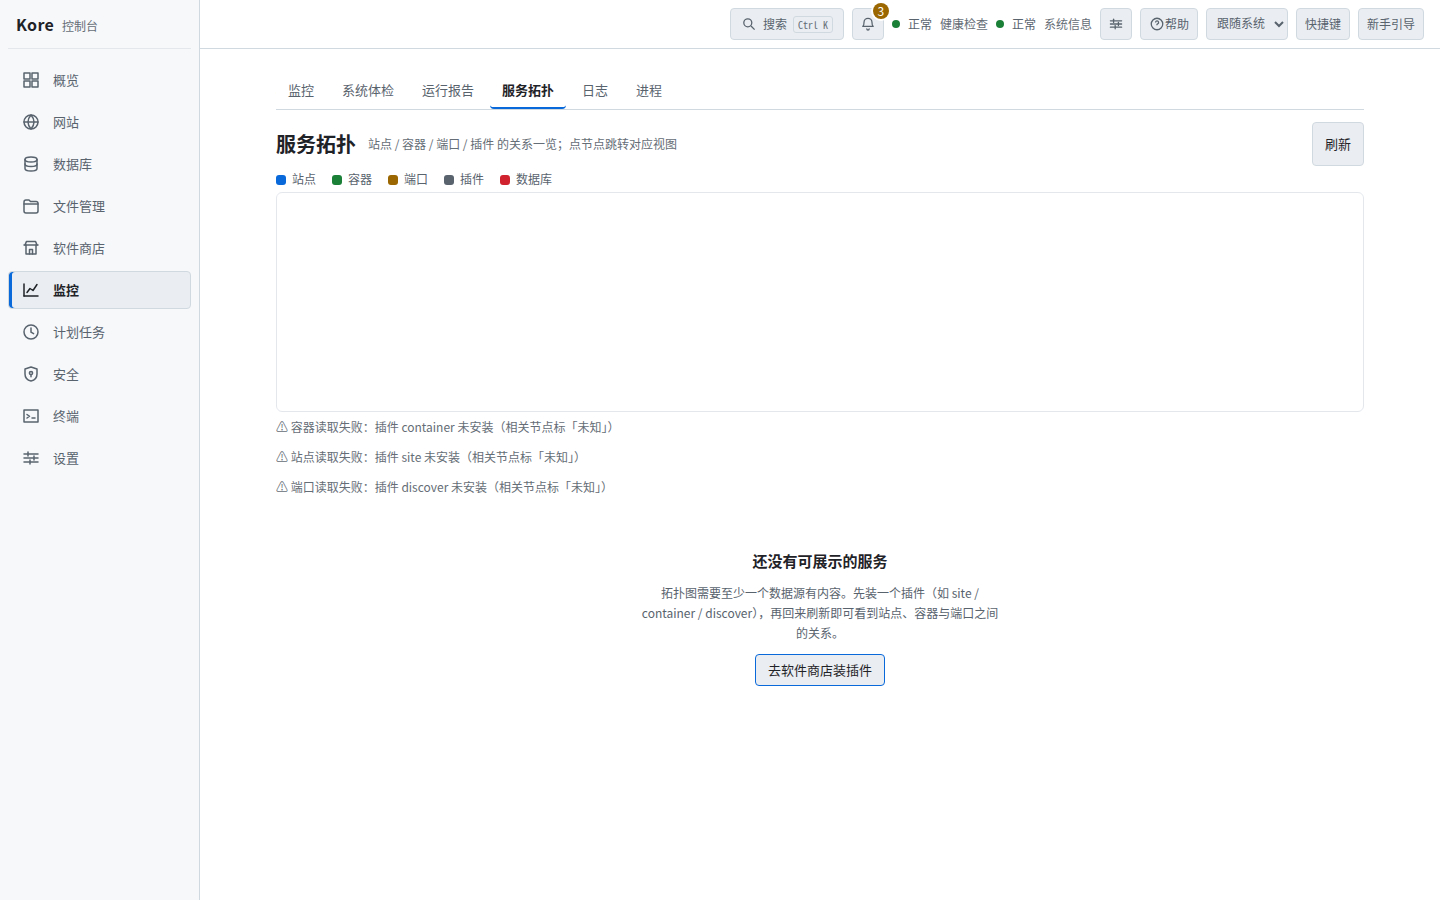 Kore 控制台
搜索 Ctrl K
3
正常 健康检查
正常 系统信息
帮助
跟随系统
快捷键
新手引导
概览
网站
数据库
文件管理
软件商店
监控
计划任务
安全
终端
设置
监控 系统体检 运行报告 服务拓扑 日志 进程
服务拓扑 站点 / 容器 / 端口 / 插件 的关系一览；点节点跳转对应视图
刷新
站点 容器 端口 插件 数据库
⚠ 容器读取失败：插件 container 未安装（相关节点标「未知」）
⚠ 站点读取失败：插件 site 未安装（相关节点标「未知」）
⚠ 端口读取失败：插件 discover 未安装（相关节点标「未知」）
还没有可展示的服务
拓扑图需要至少一个数据源有内容。先装一个插件（如 site /
container / discover），再回来刷新即可看到站点、容器与端口之间
的关系。
去软件商店装插件